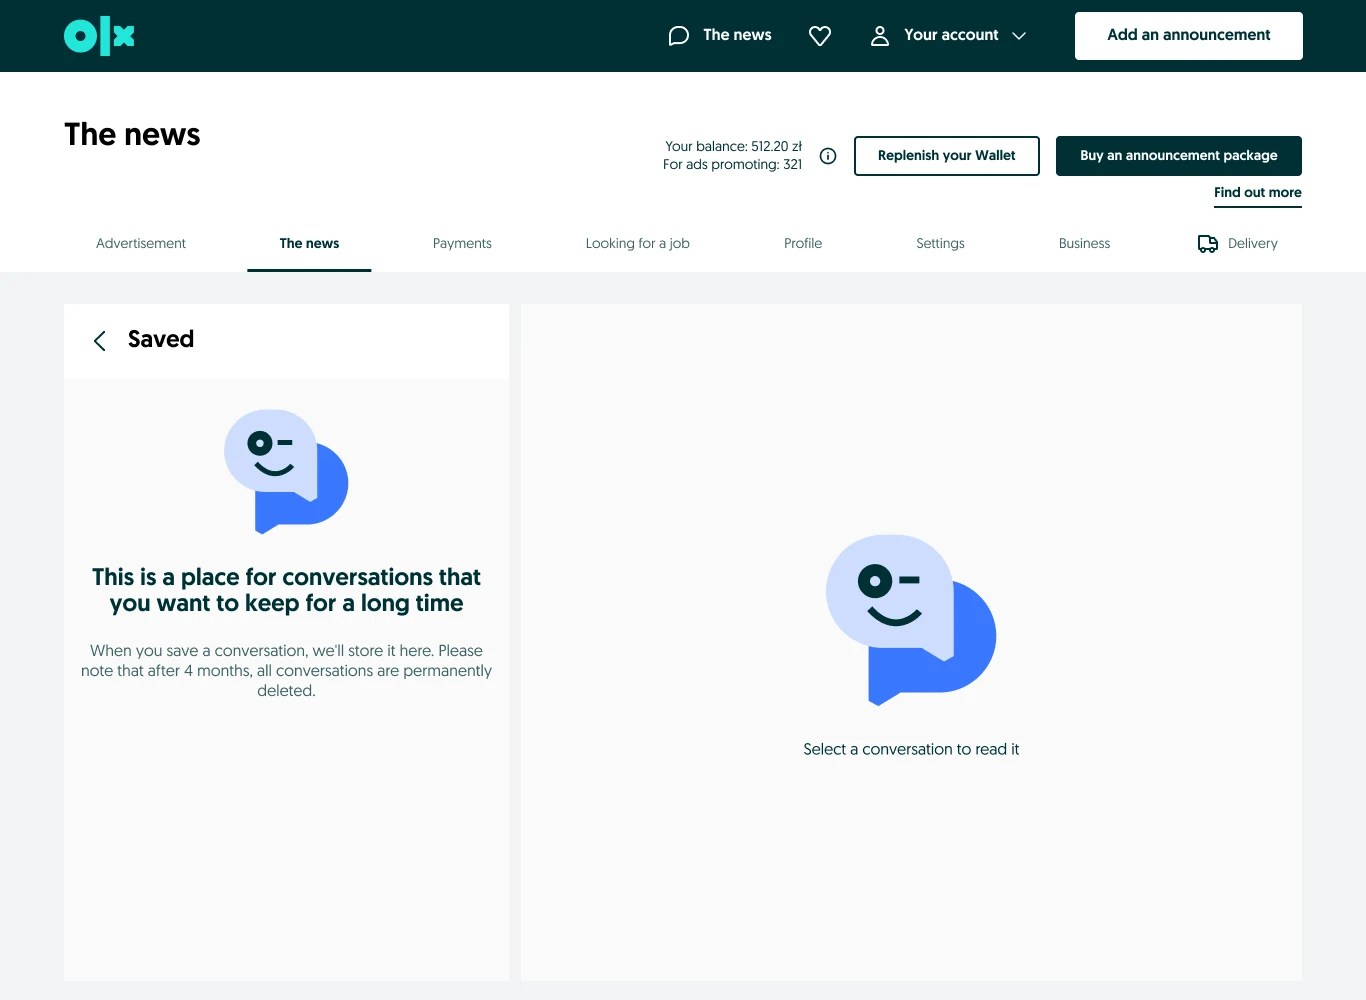 olx
The news
Your account
Add an announcement
The news
Your balance: 512.20 zł
For ads promoting: 321
Replenish your Wallet
Buy an announcement package
Find out more
Advertisement
The news
Payments
Looking for a job
Profile
Settings
Business
Delivery
Saved
This is a place for conversations that
you want to keep for a long time
When you save a conversation, we'll store it here. Please
note that after 4 months, all conversations are permanently
deleted.
Select a conversation to read it